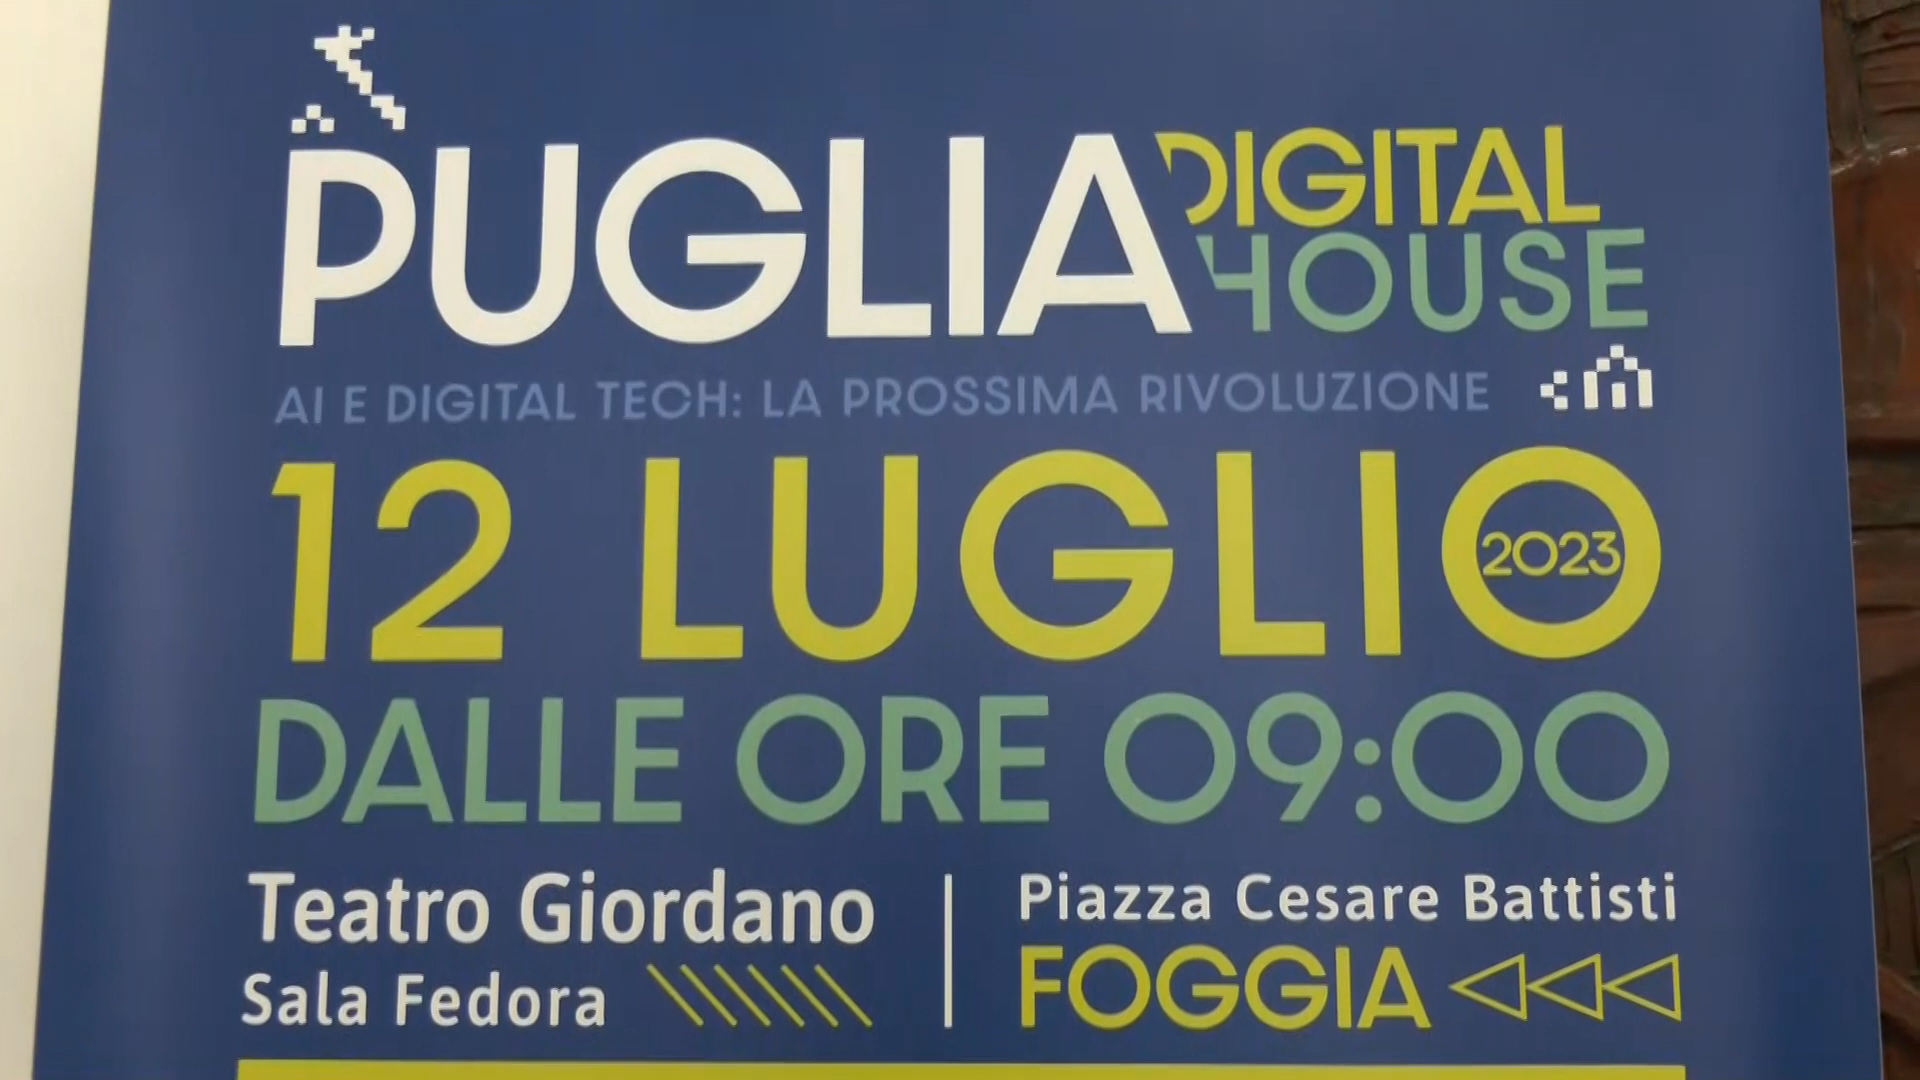 PUGLIA DIGITAL HOUSE
AI E DIGITAL TECH: LA PROSSIMA RIVOLUZIONE
12 LUGLIO 2023
DALLE ORE 09:00
Teatro Giordano
Sala Fedora
Piazza Cesare Battisti
FOGGIA